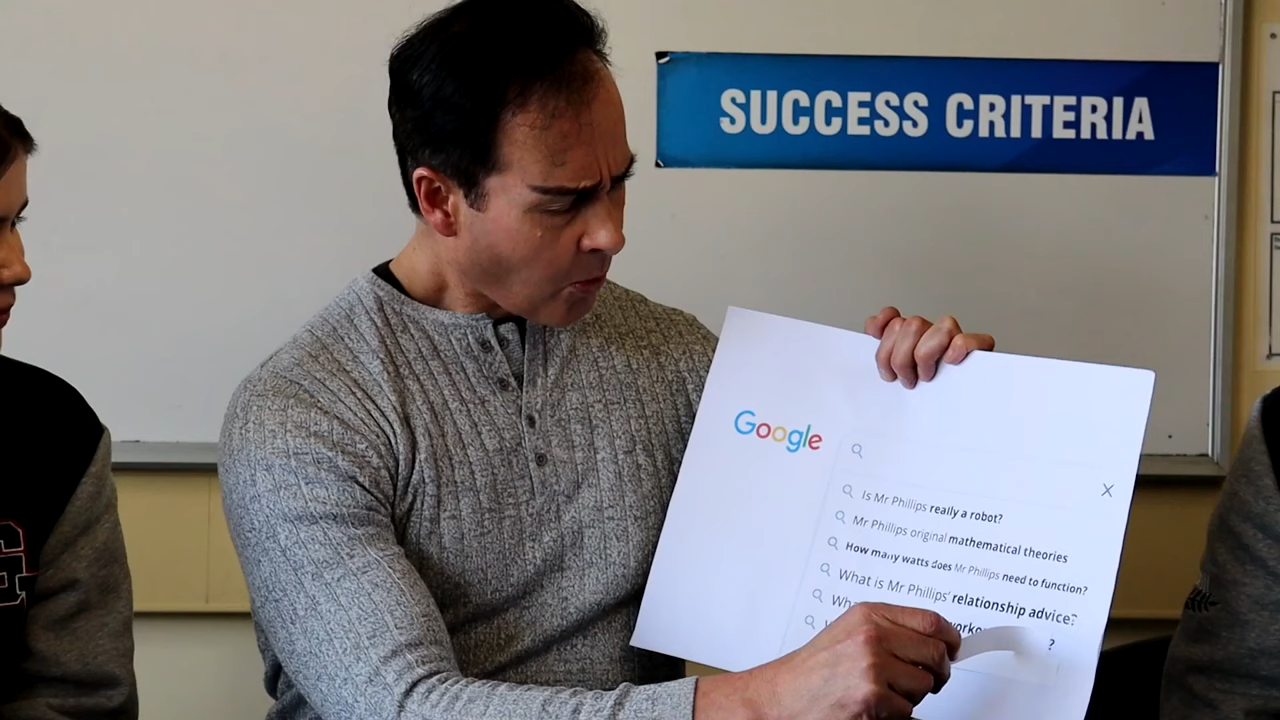 SUCCESS CRITERIA
Google
Is Mr Phillips really a robot?
Mr Phillips original mathematical theories
How many watts does Mr Phillips need to function?
What is Mr Phillips' relationship advice?
?